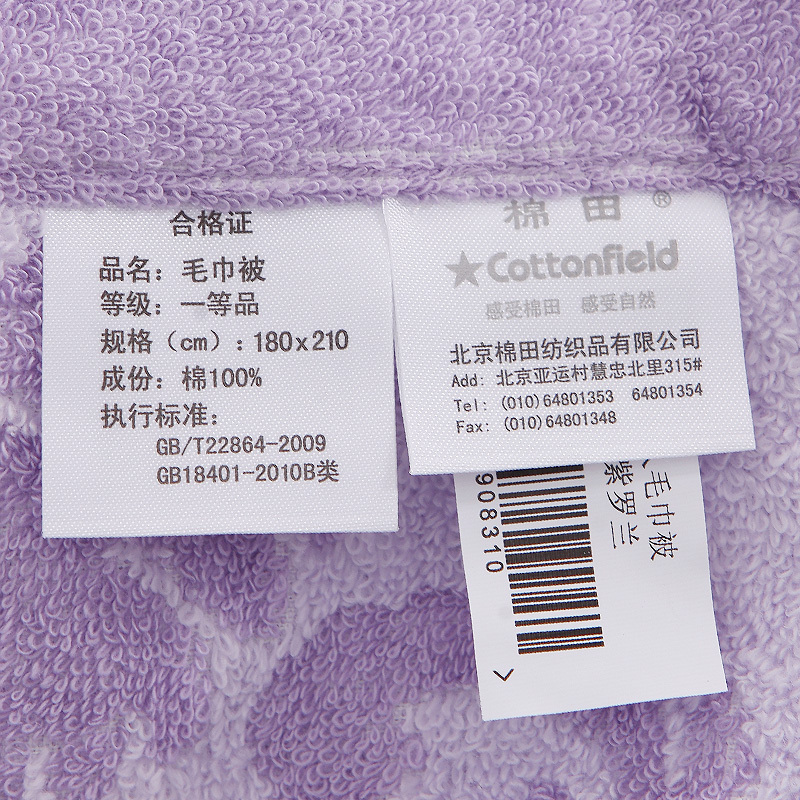 合格证
品名：毛巾被
等级：一等品
规格（cm）：180x210
成份：棉100%
执行标准：
GB/T22864-2009
GB18401-2010B类
棉 田®
★Cottonfield
感受棉田 感受自然
北京棉田纺织品有限公司
Add: 北京亚运村慧忠北里315#
Tel: (010)64801353 64801354
Fax: (010)64801348
毛巾被
紫罗兰
908310
>